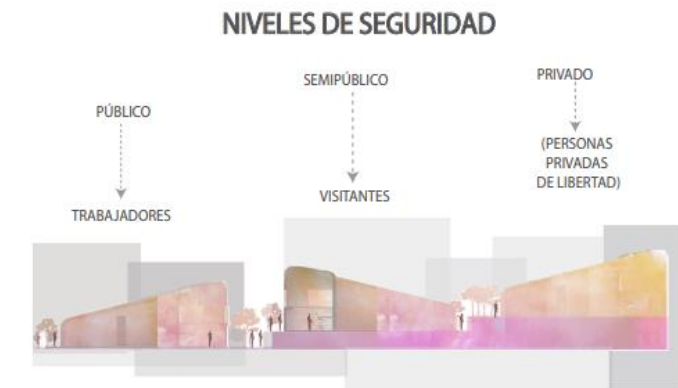 NIVELES DE SEGURIDAD
PÚBLICO
TRABAJADORES
SEMIPÚBLICO
VISITANTES
PRIVADO
(PERSONAS
PRIVADAS
DE LIBERTAD)